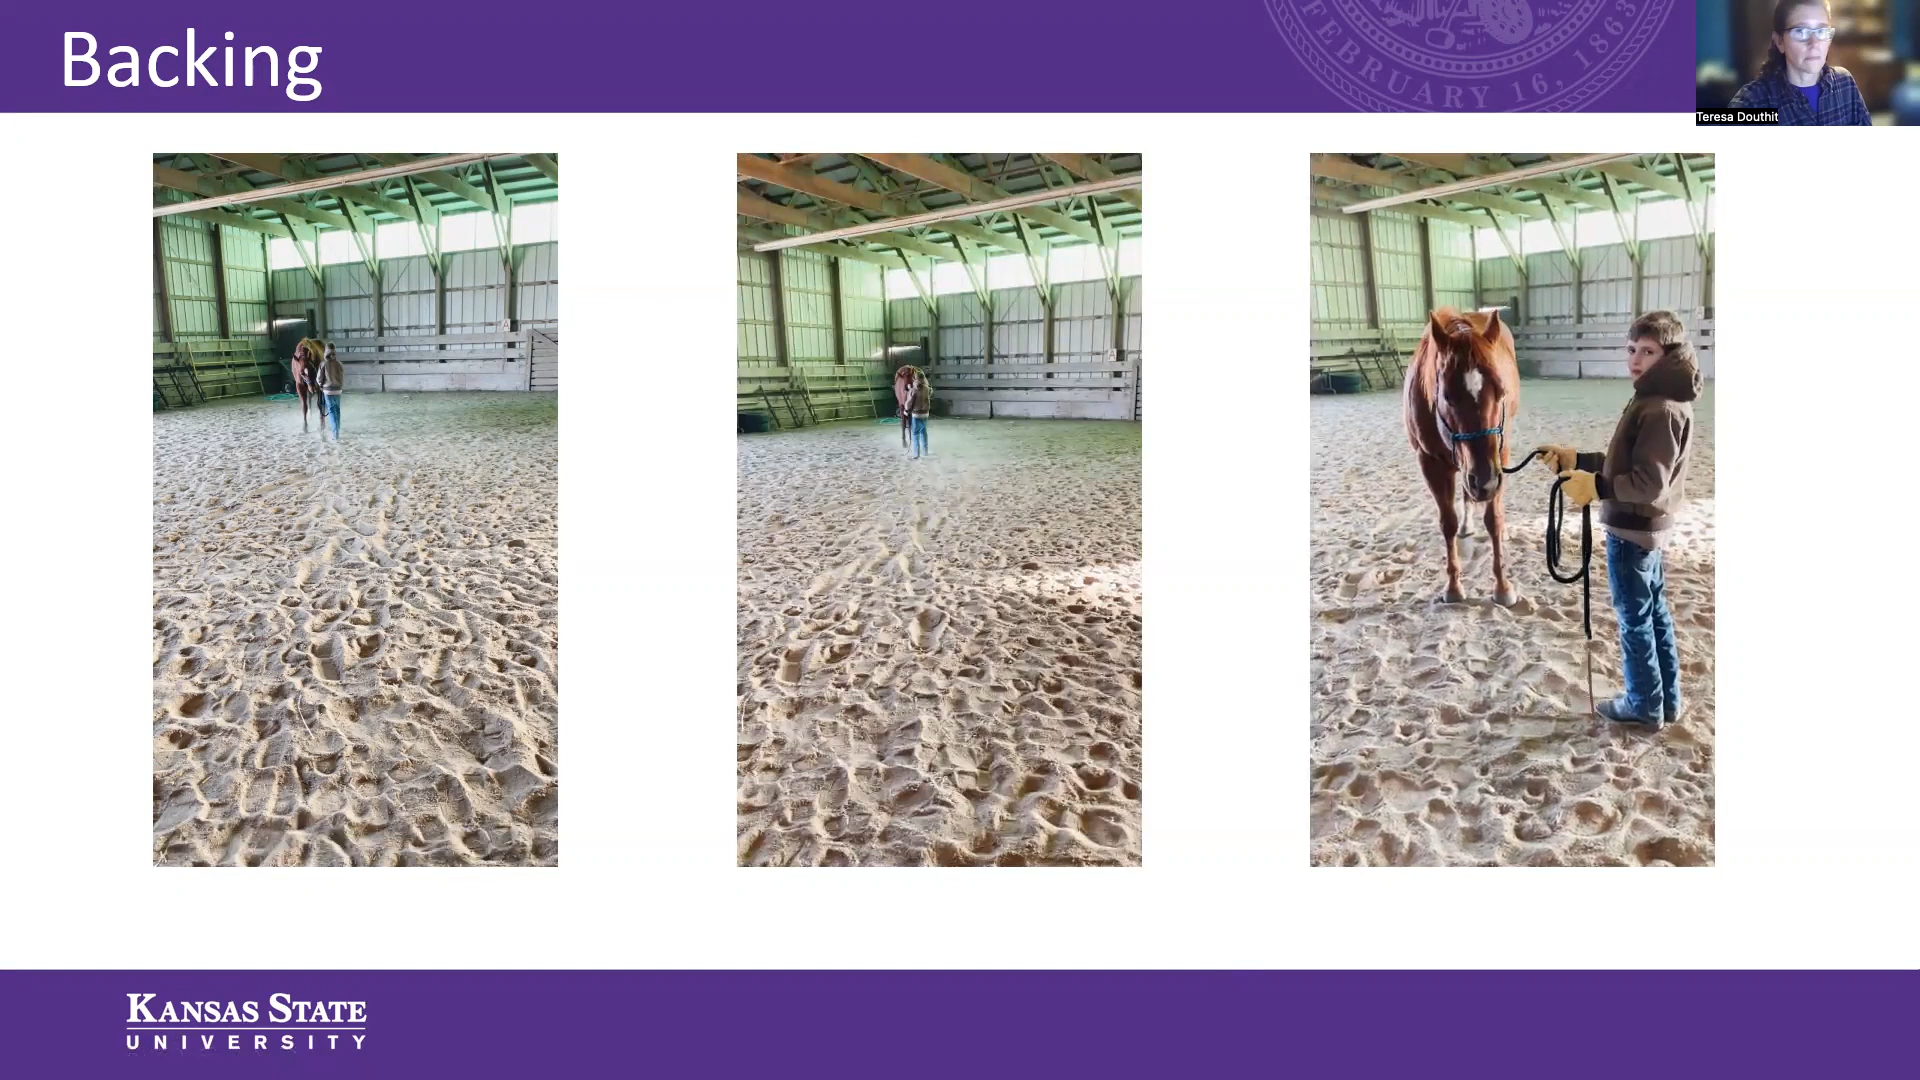 Backing
FEBRUARY 16, 1863
Teresa Douthit
A
A
KANSAS STATE
UNIVERSITY